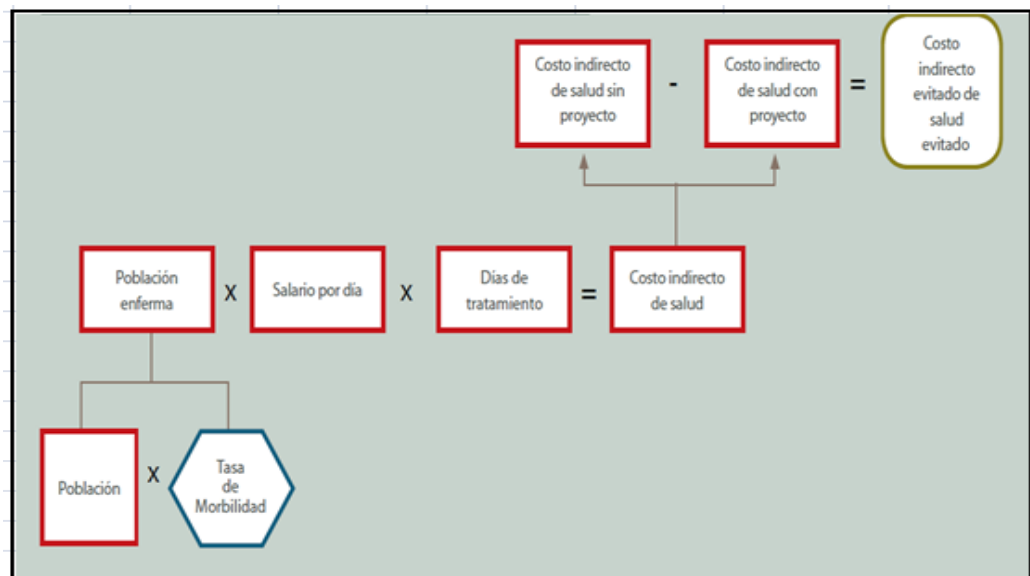 Costo indirecto
de salud sin
proyecto
-
Costo indirecto
de salud con
proyecto
=
Costo
indirecto
evitado de
salud
evitado
Población
enferma
X
Salario por día
X
Días de
tratamiento
=
Costo indirecto
de salud
Población
X
Tasa
de
Morbilidad